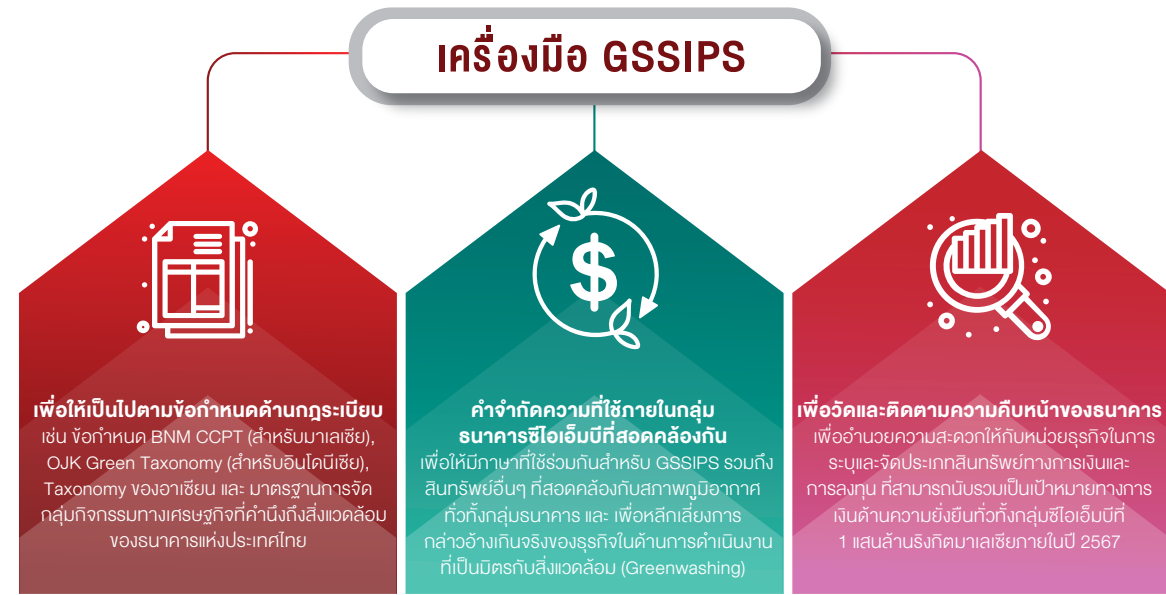 เครื่องมือ GSSIPS
เพื่อให้เป็นไปตามข้อกำหนดด้านกฎระเบียบ
เช่น ข้อกำหนด BNM CCPT (สำหรับมาเลเซีย),
OJK Green Taxonomy (สำหรับอินโดนีเซีย),
Taxonomy ของอาเซียน และ มาตรฐานการจัด
กลุ่มกิจกรรมทางเศรษฐกิจที่คำนึงถึงสิ่งแวดล้อม
ของธนาคารแห่งประเทศไทย
คำจำกัดความที่ใช้ภายในกลุ่ม
ธนาคารซีไอเอ็มบีที่สอดคล้องกัน
เพื่อให้มีภาษาที่ใช้ร่วมกันสำหรับ GSSIPS รวมถึง
สินทรัพย์อื่นๆ ที่สอดคล้องกับสภาพภูมิอากาศ
ทั่วทั้งกลุ่มธนาคาร และ เพื่อหลีกเลี่ยงการ
กล่าวอ้างเกินจริงของธุรกิจในด้านการดำเนินงาน
ที่เป็นมิตรกับสิ่งแวดล้อม (Greenwashing)
เพื่อวัดและติดตามความคืบหน้าของธนาคาร
เพื่ออำนวยความสะดวกให้กับหน่วยธุรกิจในการ
ระบุและจัดประเภทสินทรัพย์ทางการเงินและ
การลงทุน ที่สามารถนับรวมเป็นเป้าหมายทางการ
เงินด้านความยั่งยืนทั่วทั้งกลุ่มซีไอเอ็มบีที่
1 แสนล้านริงกิตมาเลเซียภายในปี 2567